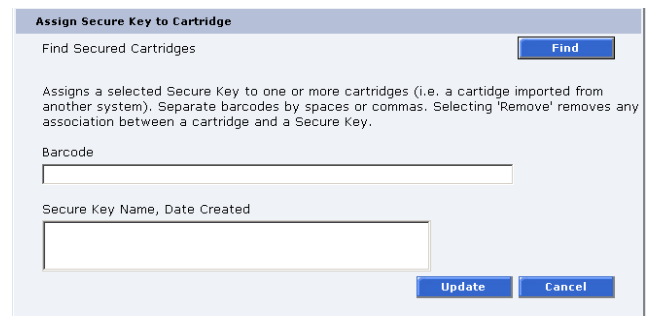 Assign Secure Key to Cartridge
Find Secured Cartridges
Find
Assigns a selected Secure Key to one or more cartridges (i.e. a cartidge imported from
another system). Separate barcodes by spaces or commas. Selecting 'Remove' removes any
association between a cartridge and a Secure Key.
Barcode
Secure Key Name, Date Created
Update
Cancel